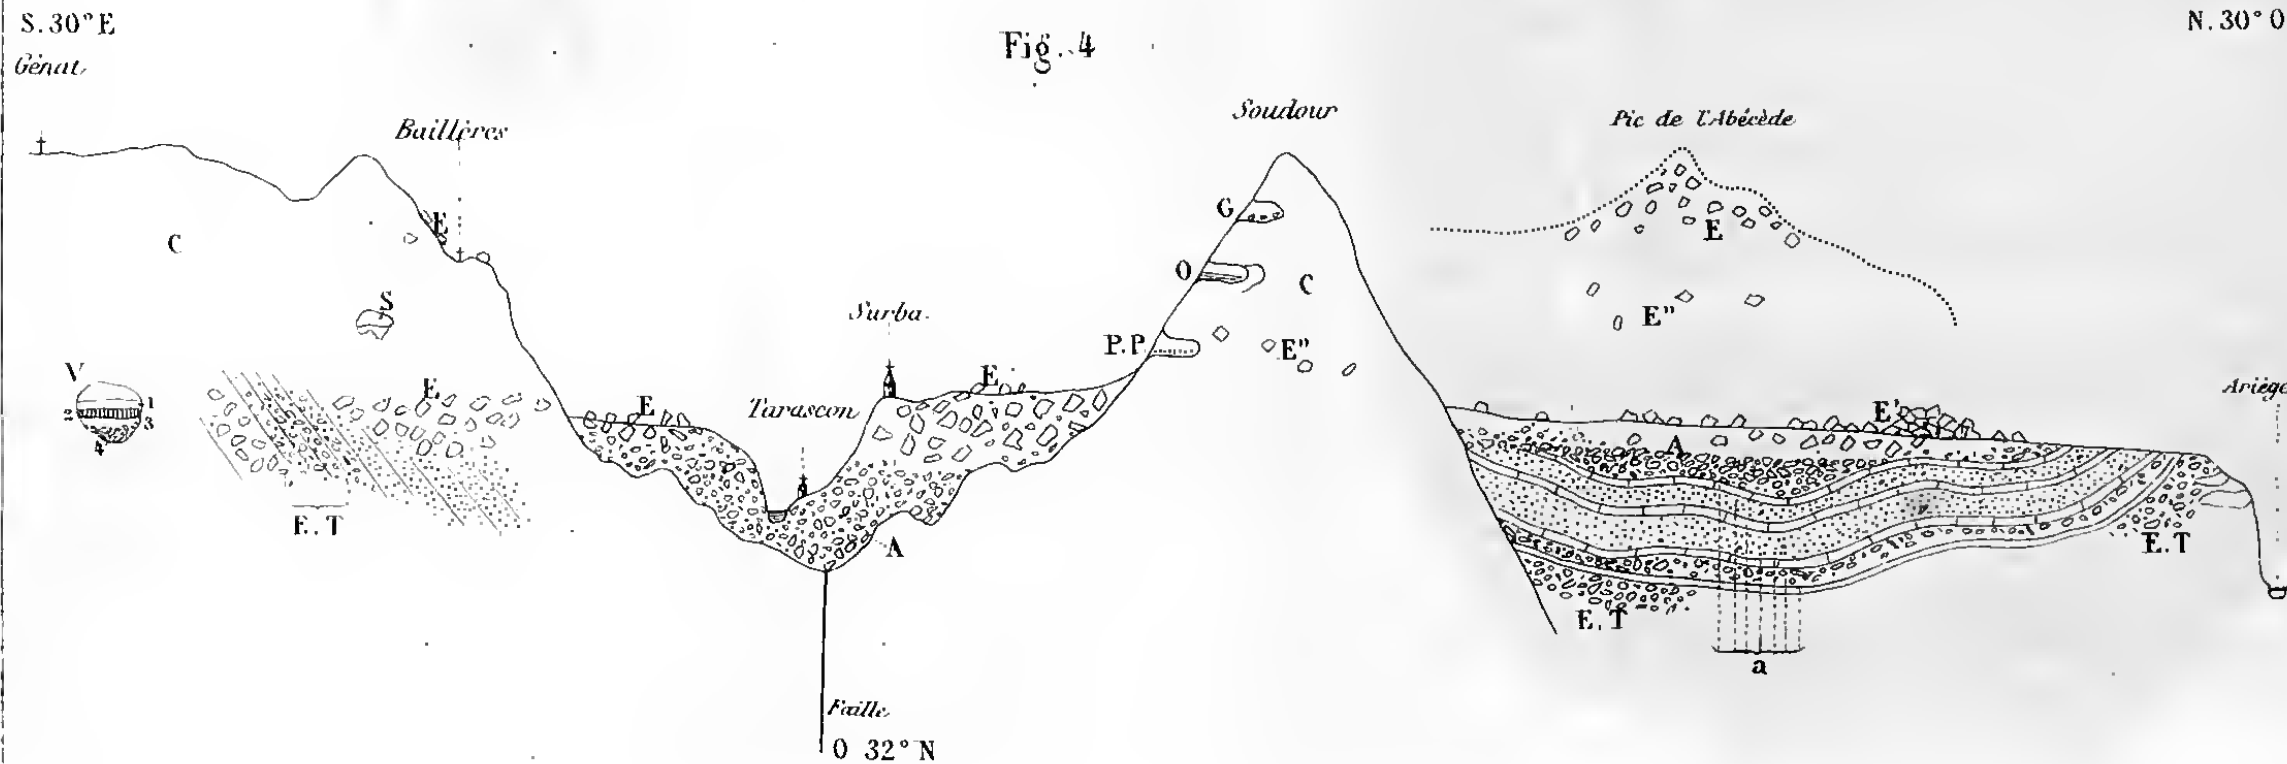 S.30°E
N.30°O
Fig. 4
Génat
Soudour
Pic de l'Abécède
Baillères
G
E
E
C
O
C
S
E"
Surba
P.P.
E"
V
E
E
Ariège
E
Tarascon
E'
1
2
3
4
A
E.T
A
E.T
E.T
a
Faille
O 32° N